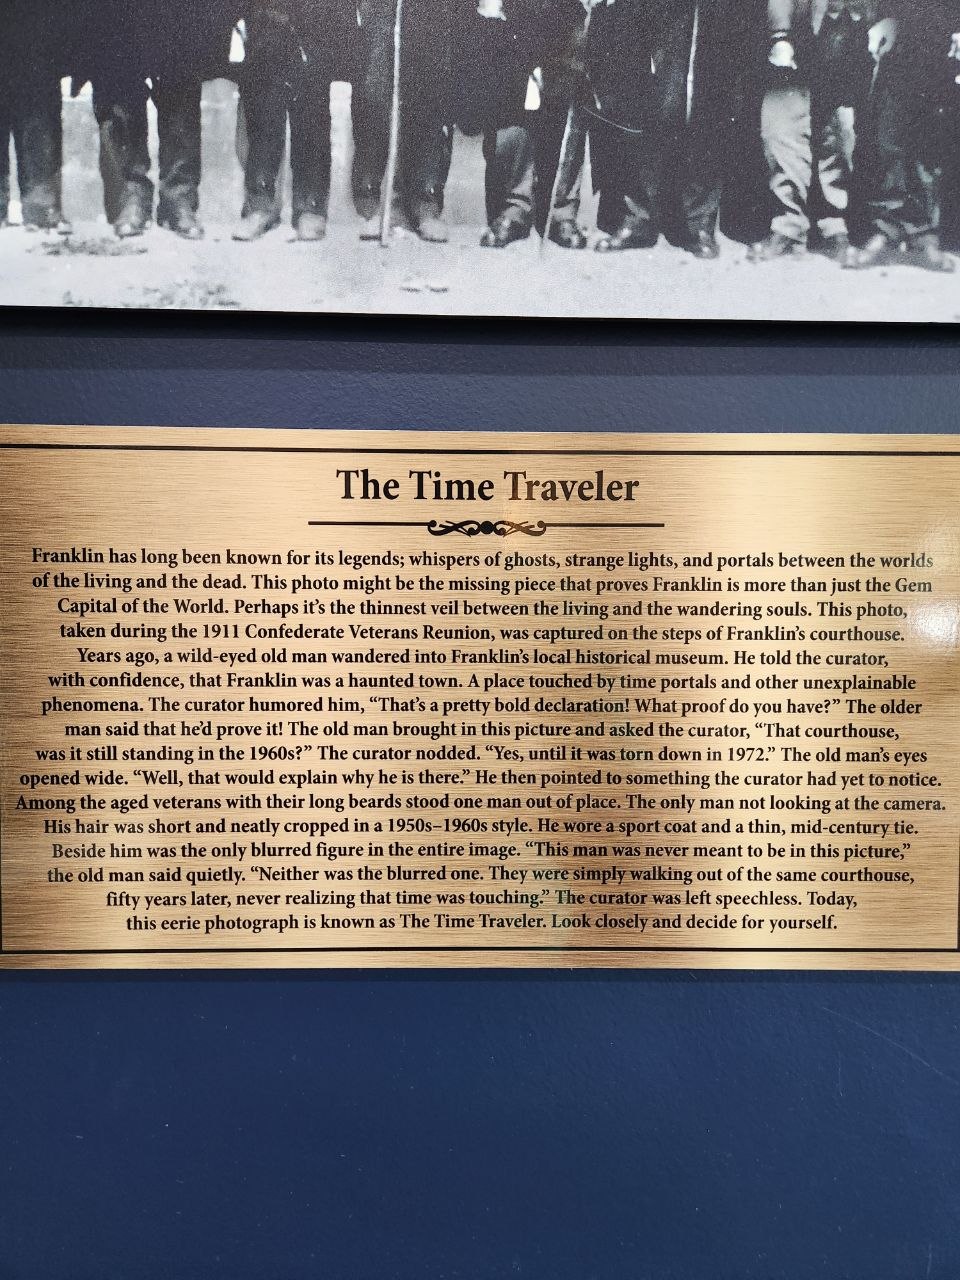 The Time Traveler
Franklin has long been known for its legends; whispers of ghosts, strange lights, and portals between the worlds
of the living and the dead. This photo might be the missing piece that proves Franklin is more than just the Gem
Capital of the World. Perhaps it’s the thinnest veil between the living and the wandering souls. This photo,
taken during the 1911 Confederate Veterans Reunion, was captured on the steps of Franklin’s courthouse.
Years ago, a wild-eyed old man wandered into Franklin’s local historical museum. He told the curator,
with confidence, that Franklin was a haunted town. A place touched by time portals and other unexplainable
phenomena. The curator humored him, “That’s a pretty bold declaration! What proof do you have?” The older
man said that he’d prove it! The old man brought in this picture and asked the curator, “That courthouse,
was it still standing in the 1960s?” The curator nodded. “Yes, until it was torn down in 1972.” The old man’s eyes
opened wide. “Well, that would explain why he is there.” He then pointed to something the curator had yet to notice.
Among the aged veterans with their long beards stood one man out of place. The only man not looking at the camera.
His hair was short and neatly cropped in a 1950s–1960s style. He wore a sport coat and a thin, mid-century tie.
Beside him was the only blurred figure in the entire image. “This man was never meant to be in this picture,”
the old man said quietly. “Neither was the blurred one. They were simply walking out of the same courthouse,
fifty years later, never realizing that time was touching.” The curator was left speechless. Today,
this eerie photograph is known as The Time Traveler. Look closely and decide for yourself.